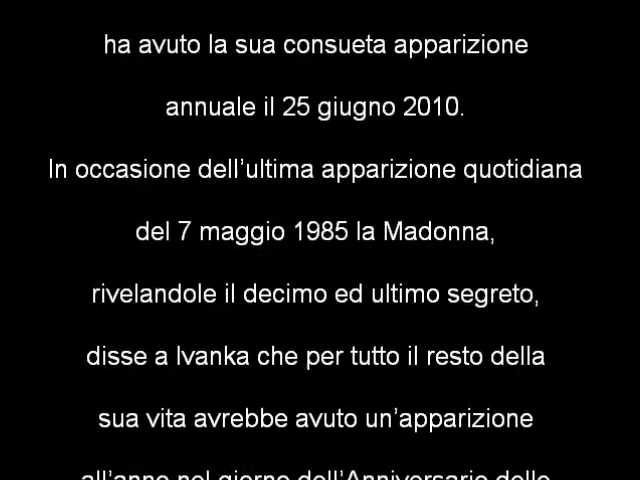 ha avuto la sua consueta apparizione
annuale il 25 giugno 2010.
In occasione dell’ultima apparizione quotidiana
del 7 maggio 1985 la Madonna,
rivelandole il decimo ed ultimo segreto,
disse a Ivanka che per tutto il resto della
sua vita avrebbe avuto un’apparizione
all’anno nel giorno dell’Anniversario delle